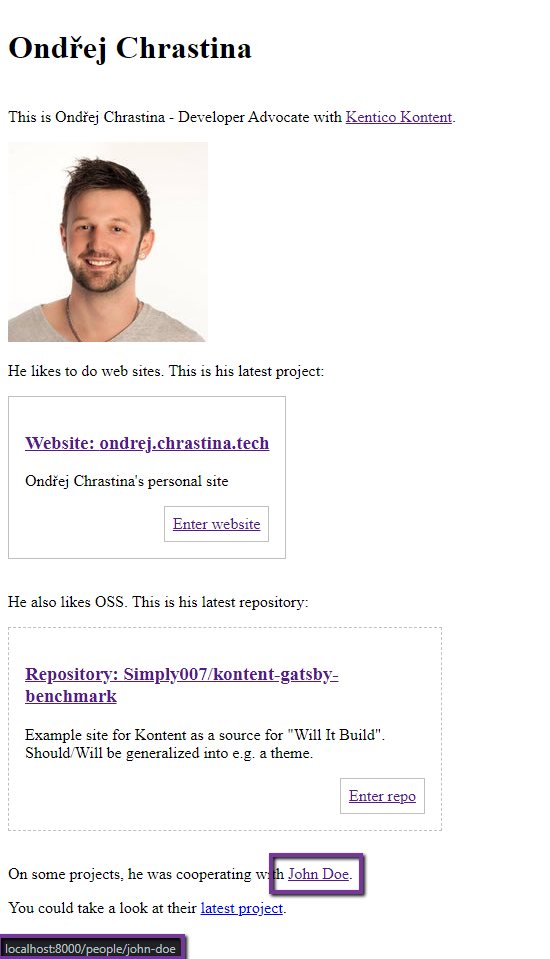 Ondřej Chrastina
This is Ondřej Chrastina - Developer Advocate with Kentico Kontent.
He likes to do web sites. This is his latest project:
Website: ondrej.chrastina.tech
Ondřej Chrastina's personal site
Enter website
He also likes OSS. This is his latest repository:
Repository: Simply007/kontent-gatsby-
benchmark
Example site for Kontent as a source for "Will It Build".
Should/Will be generalized into e.g. a theme.
Enter repo
On some projects, he was cooperating with John Doe.
You could take a look at their latest project.
localhost:8000/people/john-doe